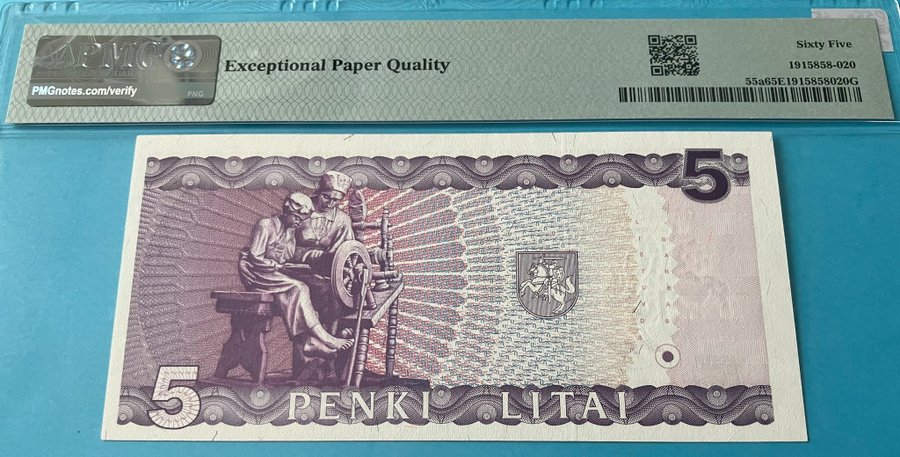 PMG
Exceptional Paper Quality
Sixty Five
1915858-020
55a65E1915858020G
PMGnotes.com/verify
PNG
5
5
PENKI LITAI